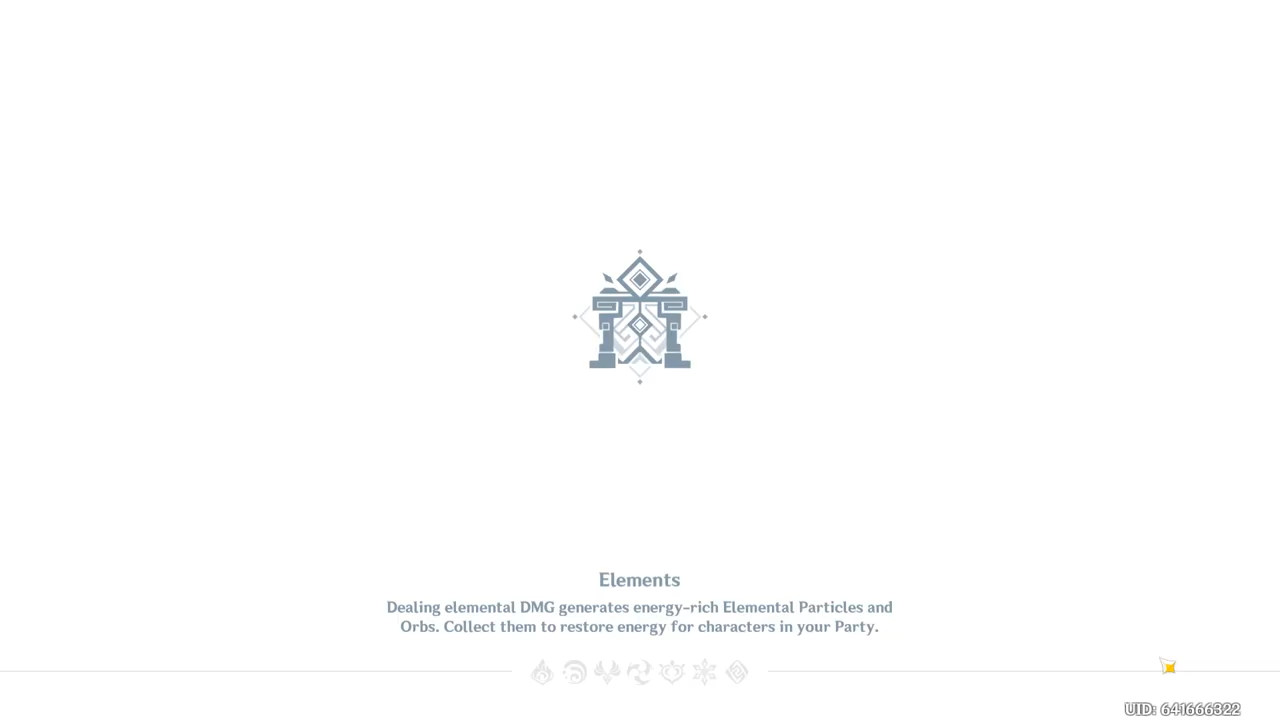 Elements
Dealing elemental DMG generates energy-rich Elemental Particles and
Orbs. Collect them to restore energy for characters in your Party.
UID: 641666322